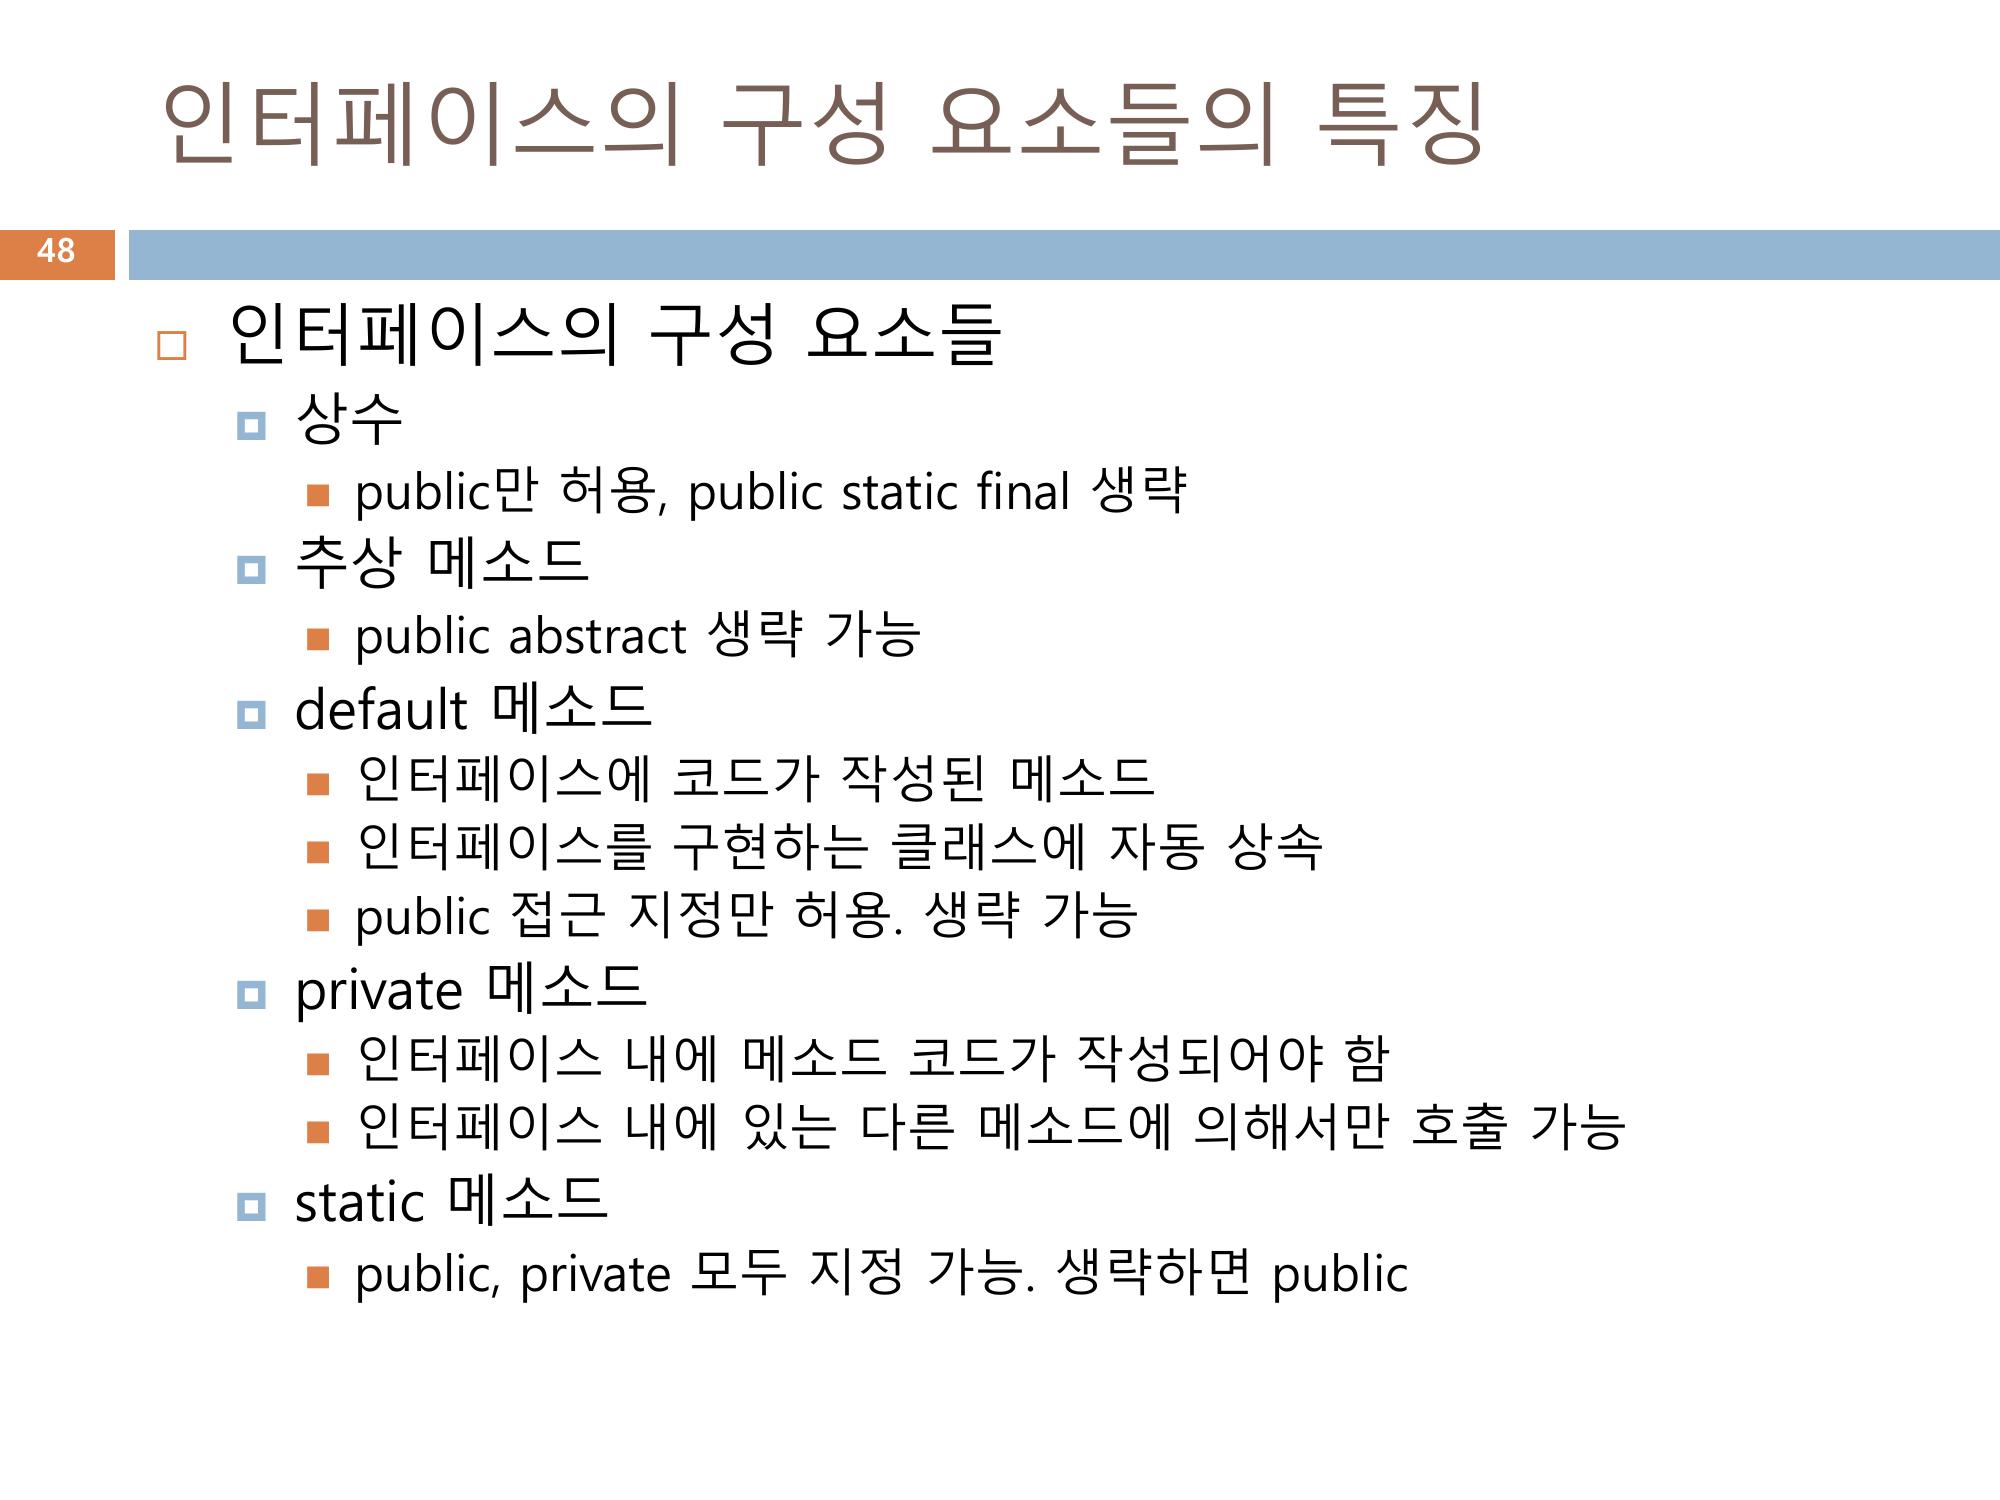 인터페이스의 구성 요소들의 특징
48
인터페이스의 구성 요소들
상수
public만 허용, public static final 생략
추상 메소드
public abstract 생략 가능
default 메소드
인터페이스에 코드가 작성된 메소드
인터페이스를 구현하는 클래스에 자동 상속
public 접근 지정만 허용. 생략 가능
private 메소드
인터페이스 내에 메소드 코드가 작성되어야 함
인터페이스 내에 있는 다른 메소드에 의해서만 호출 가능
static 메소드
public, private 모두 지정 가능. 생략하면 public